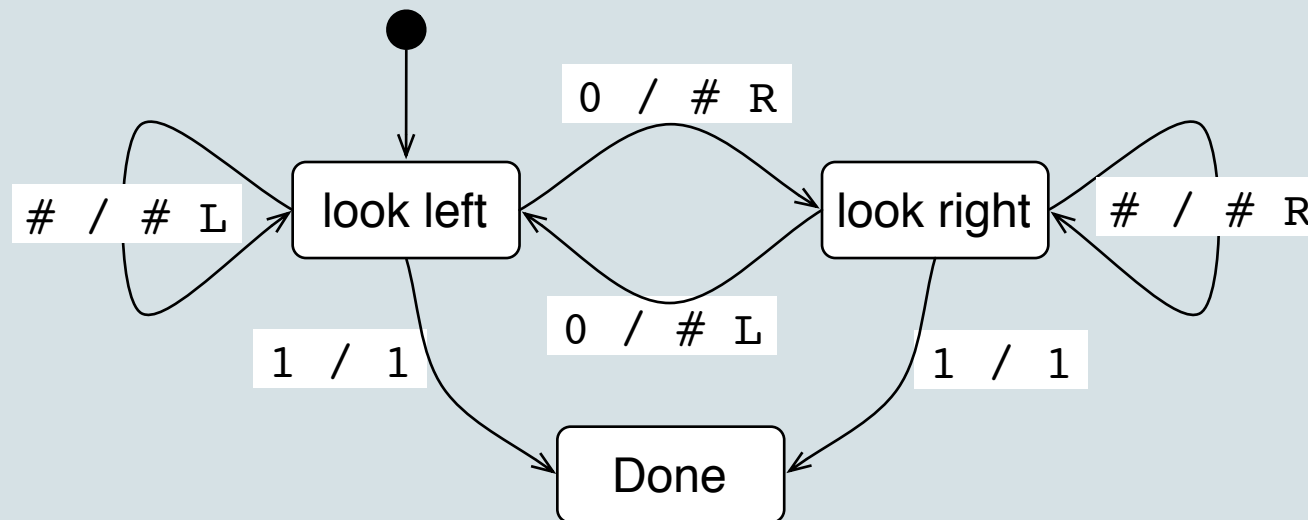 0 / # R
# / # L
look left
look right
# / # R
0 / # L
1 / 1
1 / 1
Done